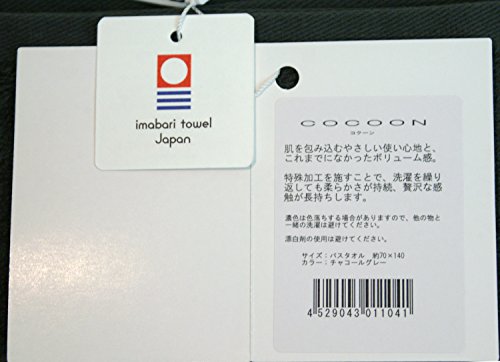 imabari towel
Japan
COCOON
コクーン
肌を包み込むやさしい使い心地と、
これまでになかったボリューム感。
特殊加工を施すことで、洗濯を繰り
返しても柔らかさが持続、贅沢な感
触が長持ちします。
濃色は色落ちする場合がありますので、他の物と
一緒の洗濯は避けてください。
漂白剤の使用は避けてください。
サイズ：バスタオル 約70×140
カラー：チャコールグレー
4 529043 011041